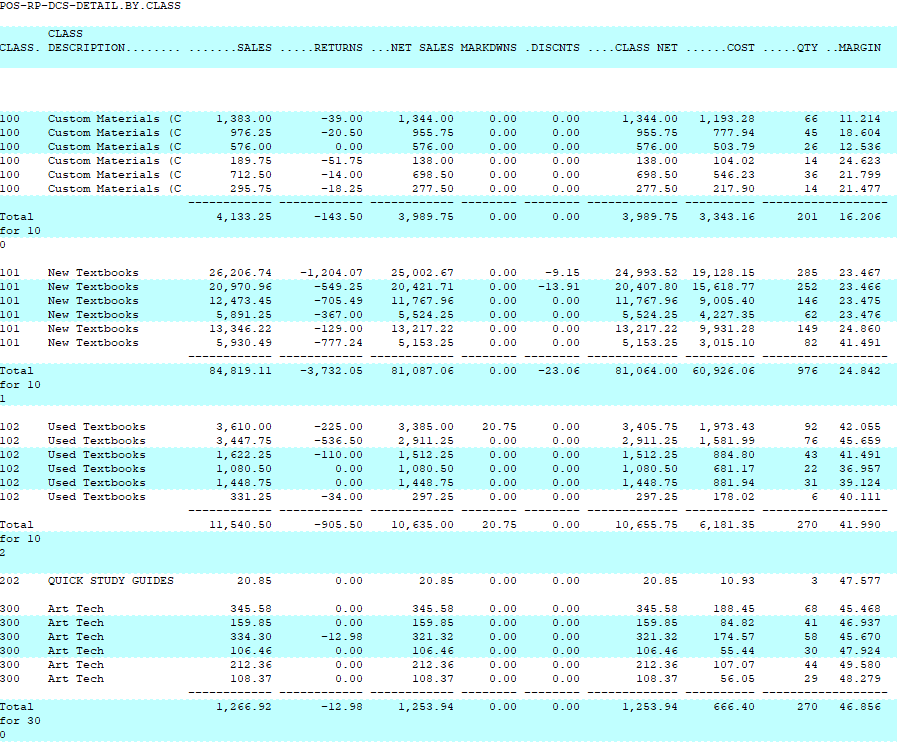 POS-RP-DCS-DETAIL.BY.CLASS
CLASS
CLASS. DESCRIPTION........ .......SALES .....RETURNS ...NET SALES MARKDWNS .DISCNTS ....CLASS NET ......COST .....QTY ..MARGIN
100 Custom Materials (C 1,383.00 -39.00 1,344.00 0.00 0.00 1,344.00 1,193.28 66 11.214
100 Custom Materials (C 976.25 -20.50 955.75 0.00 0.00 955.75 777.94 45 18.604
100 Custom Materials (C 576.00 0.00 576.00 0.00 0.00 576.00 503.79 26 12.536
100 Custom Materials (C 189.75 -51.75 138.00 0.00 0.00 138.00 104.02 14 24.623
100 Custom Materials (C 712.50 -14.00 698.50 0.00 0.00 698.50 546.23 36 21.799
100 Custom Materials (C 295.75 -18.25 277.50 0.00 0.00 277.50 217.90 14 21.477
------------ ------------ ------------ -------- -------- ------------ ---------- -------- --------
Total 4,133.25 -143.50 3,989.75 0.00 0.00 3,989.75 3,343.16 201 16.206
for 10
0
101 New Textbooks 26,206.74 -1,204.07 25,002.67 0.00 -9.15 24,993.52 19,128.15 285 23.467
101 New Textbooks 20,970.96 -549.25 20,421.71 0.00 -13.91 20,407.80 15,618.77 252 23.466
101 New Textbooks 12,473.45 -705.49 11,767.96 0.00 0.00 11,767.96 9,005.40 146 23.475
101 New Textbooks 5,891.25 -367.00 5,524.25 0.00 0.00 5,524.25 4,227.35 62 23.476
101 New Textbooks 13,346.22 -129.00 13,217.22 0.00 0.00 13,217.22 9,931.28 149 24.860
101 New Textbooks 5,930.49 -777.24 5,153.25 0.00 0.00 5,153.25 3,015.10 82 41.491
------------ ------------ ------------ -------- -------- ------------ ---------- -------- --------
Total 84,819.11 -3,732.05 81,087.06 0.00 -23.06 81,064.00 60,926.06 976 24.842
for 10
1
102 Used Textbooks 3,610.00 -225.00 3,385.00 20.75 0.00 3,405.75 1,973.43 92 42.055
102 Used Textbooks 3,447.75 -536.50 2,911.25 0.00 0.00 2,911.25 1,581.99 76 45.659
102 Used Textbooks 1,622.25 -110.00 1,512.25 0.00 0.00 1,512.25 884.80 43 41.491
102 Used Textbooks 1,080.50 0.00 1,080.50 0.00 0.00 1,080.50 681.17 22 36.957
102 Used Textbooks 1,448.75 0.00 1,448.75 0.00 0.00 1,448.75 881.94 31 39.124
102 Used Textbooks 331.25 -34.00 297.25 0.00 0.00 297.25 178.02 6 40.111
------------ ------------ ------------ -------- -------- ------------ ---------- -------- --------
Total 11,540.50 -905.50 10,635.00 20.75 0.00 10,655.75 6,181.35 270 41.990
for 10
2
202 QUICK STUDY GUIDES 20.85 0.00 20.85 0.00 0.00 20.85 10.93 3 47.577
300 Art Tech 345.58 0.00 345.58 0.00 0.00 345.58 188.45 68 45.468
300 Art Tech 159.85 0.00 159.85 0.00 0.00 159.85 84.82 41 46.937
300 Art Tech 334.30 -12.98 321.32 0.00 0.00 321.32 174.57 58 45.670
300 Art Tech 106.46 0.00 106.46 0.00 0.00 106.46 55.44 30 47.924
300 Art Tech 212.36 0.00 212.36 0.00 0.00 212.36 107.07 44 49.580
300 Art Tech 108.37 0.00 108.37 0.00 0.00 108.37 56.05 29 48.279
------------ ------------ ------------ -------- -------- ------------ ---------- -------- --------
Total 1,266.92 -12.98 1,253.94 0.00 0.00 1,253.94 666.40 270 46.856
for 30
0